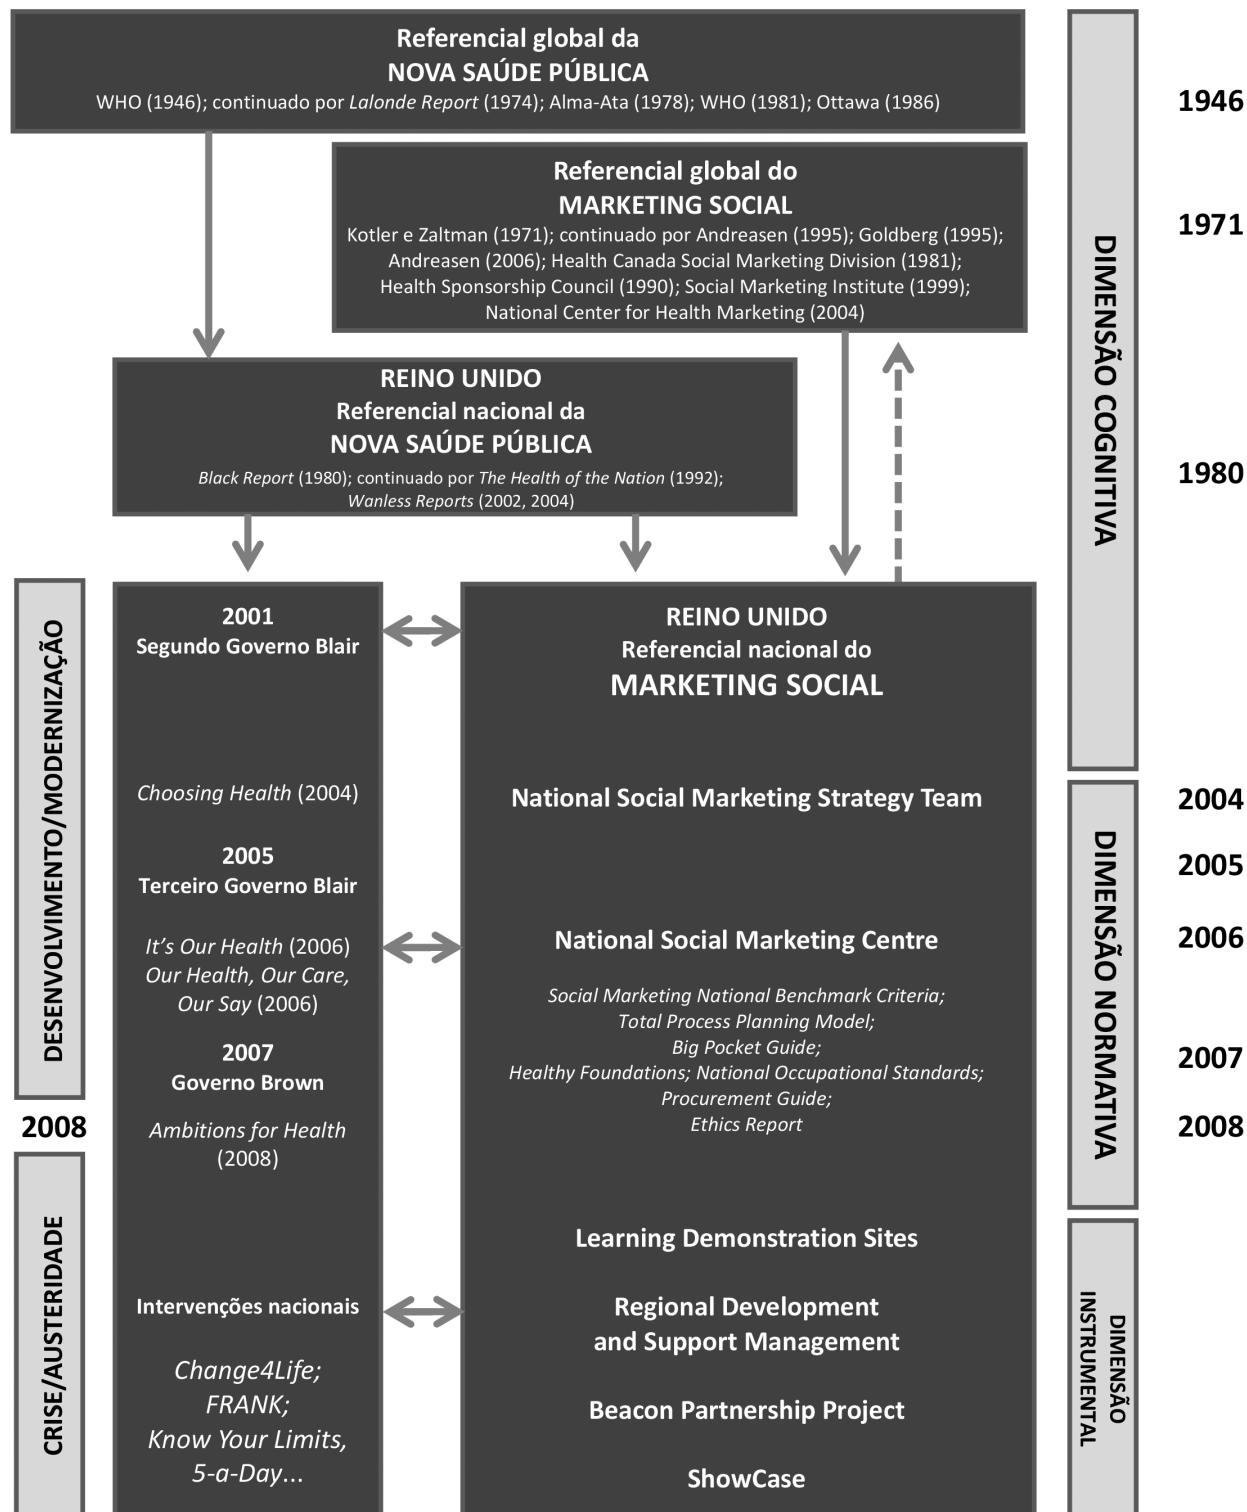 Referencial global da
NOVA SAÚDE PÚBLICA
WHO (1946); continuado por Lalonde Report (1974); Alma-Ata (1978); WHO (1981); Ottawa (1986)
1946
Referencial global do
MARKETING SOCIAL
Kotler e Zaltman (1971); continuado por Andreasen (1995); Goldberg (1995);
Andreasen (2006); Health Canada Social Marketing Division (1981);
Health Sponsorship Council (1990); Social Marketing Institute (1999);
National Center for Health Marketing (2004)
1971
DIMENSÃO COGNITIVA
REINO UNIDO
Referencial nacional da
NOVA SAÚDE PÚBLICA
Black Report (1980); continuado por The Health of the Nation (1992);
Wanless Reports (2002, 2004)
1980
DESENVOLVIMENTO/MODERNIZAÇÃO
2001
Segundo Governo Blair
Choosing Health (2004)
2005
Terceiro Governo Blair
It’s Our Health (2006)
Our Health, Our Care,
Our Say (2006)
2007
Governo Brown
2008
Ambitions for Health
(2008)
CRISE/AUSTERIDADE
Intervenções nacionais
Change4Life;
FRANK;
Know Your Limits,
5-a-Day...
REINO UNIDO
Referencial nacional do
MARKETING SOCIAL
National Social Marketing Strategy Team
National Social Marketing Centre
Social Marketing National Benchmark Criteria;
Total Process Planning Model;
Big Pocket Guide;
Healthy Foundations; National Occupational Standards;
Procurement Guide;
Ethics Report
Learning Demonstration Sites
Regional Development
and Support Management
Beacon Partnership Project
ShowCase
DIMENSÃO NORMATIVA
2004
2005
2006
2007
2008
DIMENSÃO
INSTRUMENTAL